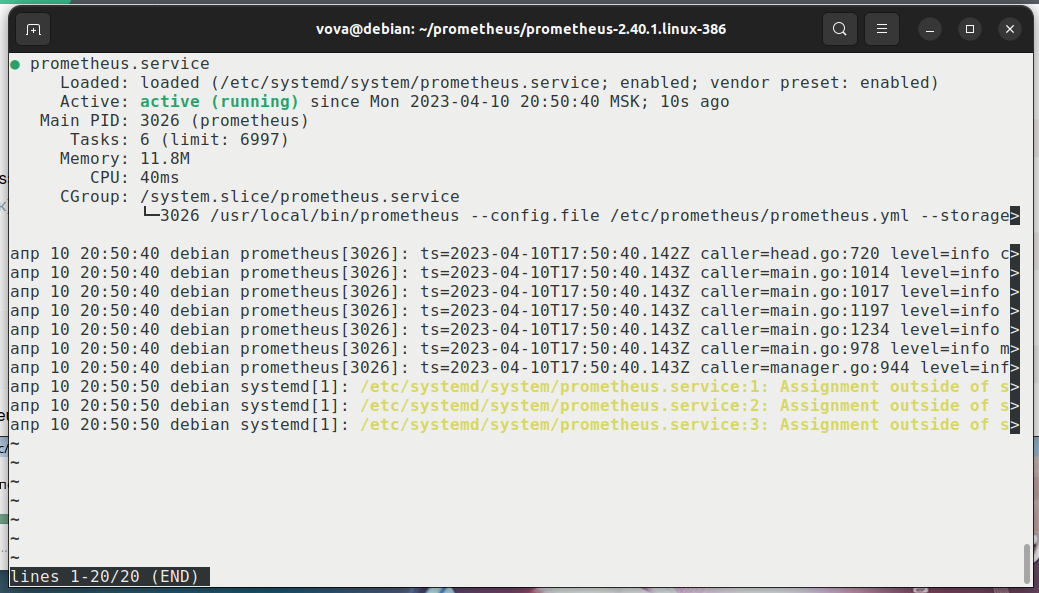 vova@debian: ~/prometheus/prometheus-2.40.1.linux-386
● prometheus.service
Loaded: loaded (/etc/systemd/system/prometheus.service; enabled; vendor preset: enabled)
Active: active (running) since Mon 2023-04-10 20:50:40 MSK; 10s ago
Main PID: 3026 (prometheus)
Tasks: 6 (limit: 6997)
Memory: 11.8M
CPU: 40ms
CGroup: /system.slice/prometheus.service
└─3026 /usr/local/bin/prometheus --config.file /etc/prometheus/prometheus.yml --storage>
апр 10 20:50:40 debian prometheus[3026]: ts=2023-04-10T17:50:40.142Z caller=head.go:720 level=info c>
апр 10 20:50:40 debian prometheus[3026]: ts=2023-04-10T17:50:40.143Z caller=main.go:1014 level=info >
апр 10 20:50:40 debian prometheus[3026]: ts=2023-04-10T17:50:40.143Z caller=main.go:1017 level=info >
апр 10 20:50:40 debian prometheus[3026]: ts=2023-04-10T17:50:40.143Z caller=main.go:1197 level=info >
апр 10 20:50:40 debian prometheus[3026]: ts=2023-04-10T17:50:40.143Z caller=main.go:1234 level=info >
апр 10 20:50:40 debian prometheus[3026]: ts=2023-04-10T17:50:40.143Z caller=main.go:978 level=info m>
апр 10 20:50:40 debian prometheus[3026]: ts=2023-04-10T17:50:40.143Z caller=manager.go:944 level=inf>
апр 10 20:50:50 debian systemd[1]: /etc/systemd/system/prometheus.service:1: Assignment outside of s>
апр 10 20:50:50 debian systemd[1]: /etc/systemd/system/prometheus.service:2: Assignment outside of s>
апр 10 20:50:50 debian systemd[1]: /etc/systemd/system/prometheus.service:3: Assignment outside of s>
~
~
~
~
~
~
~
lines 1-20/20 (END)